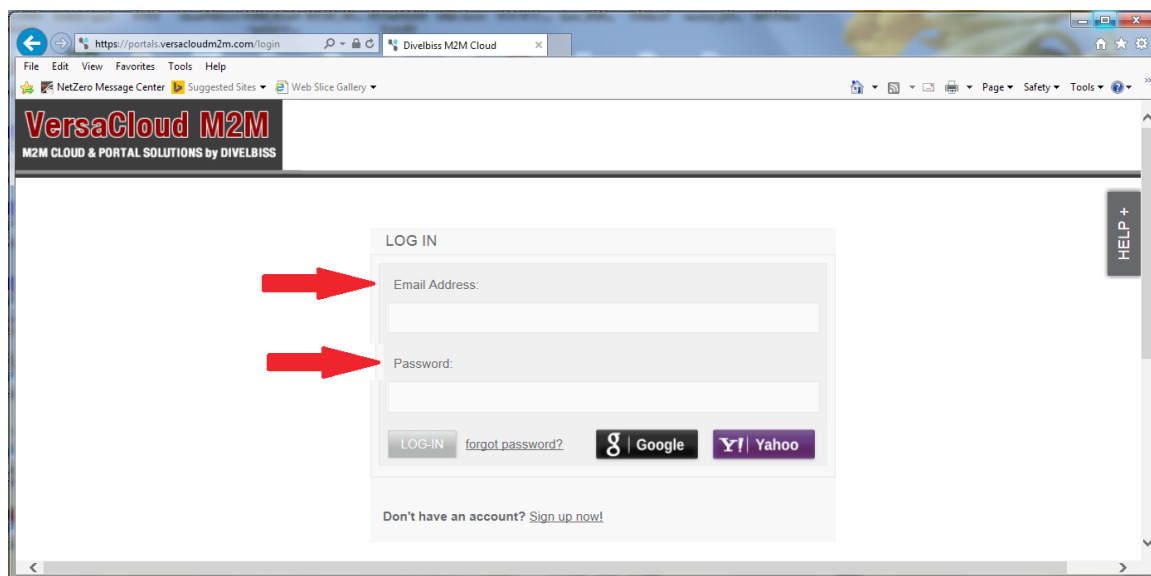 https://portals.versacloudm2m.com/login
Divelbiss M2M Cloud
File Edit View Favorites Tools Help
NetZero Message Center Suggested Sites Web Slice Gallery
Page Safety Tools
VersaCloud M2M
M2M CLOUD & PORTAL SOLUTIONS by DIVELBISS
HELP +
LOG IN
Email Address:
Password:
LOG-IN forgot password? g | Google Y! | Yahoo
Don't have an account? Sign up now!